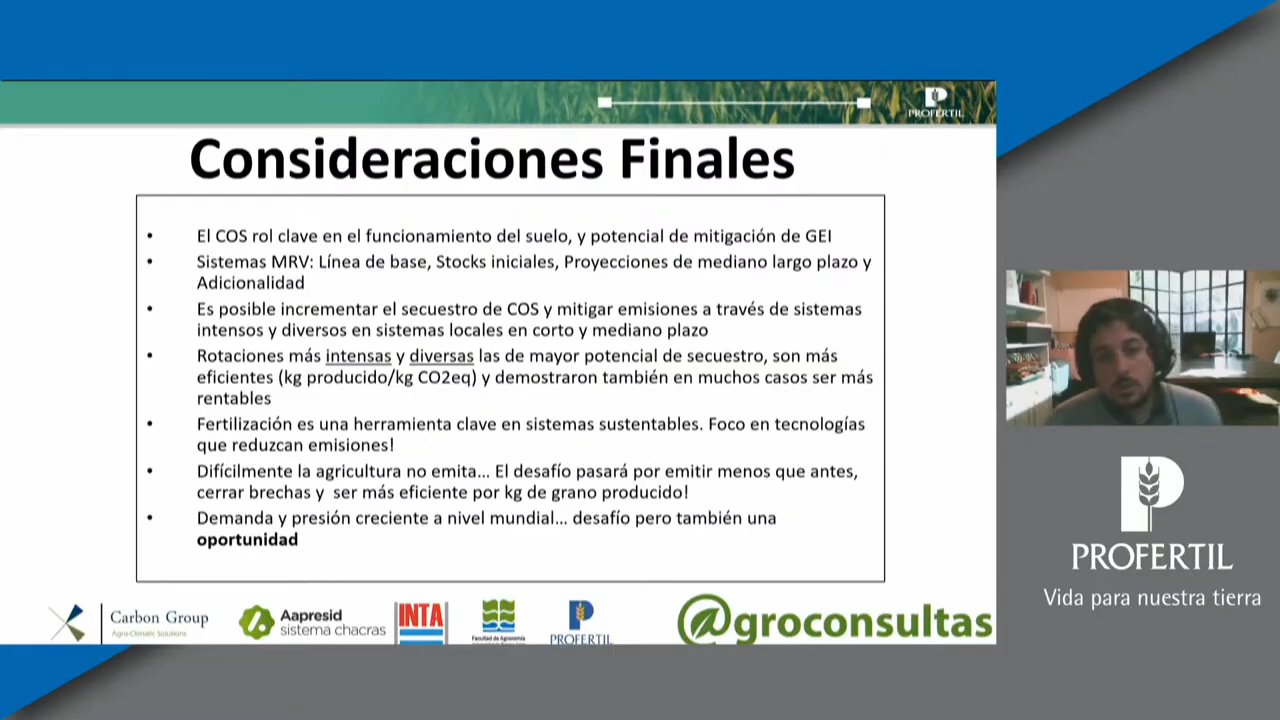 PROFERTIL
Consideraciones Finales
• El COS rol clave en el funcionamiento del suelo, y potencial de mitigación de GEI
• Sistemas MRV: Línea de base, Stocks iniciales, Proyecciones de mediano largo plazo y
Adicionalidad
• Es posible incrementar el secuestro de COS y mitigar emisiones a través de sistemas
intensos y diversos en sistemas locales en corto y mediano plazo
• Rotaciones más intensas y diversas las de mayor potencial de secuestro, son más
eficientes (kg producido/kg CO2eq) y demostraron también en muchos casos ser más
rentables
• Fertilización es una herramienta clave en sistemas sustentables. Foco en tecnologías
que reduzcan emisiones!
• Difícilmente la agricultura no emita... El desafío pasará por emitir menos que antes,
cerrar brechas y  ser más eficiente por kg de grano producido!
• Demanda y presión creciente a nivel mundial... desafío pero también una
oportunidad
Carbon Group
Agro-Climatic Solutions
Aapresid
sistema chacras
INTA
Facultad de Agronomía
PROFERTIL
@groconsultas
PROFERTIL
Vida para nuestra tierra